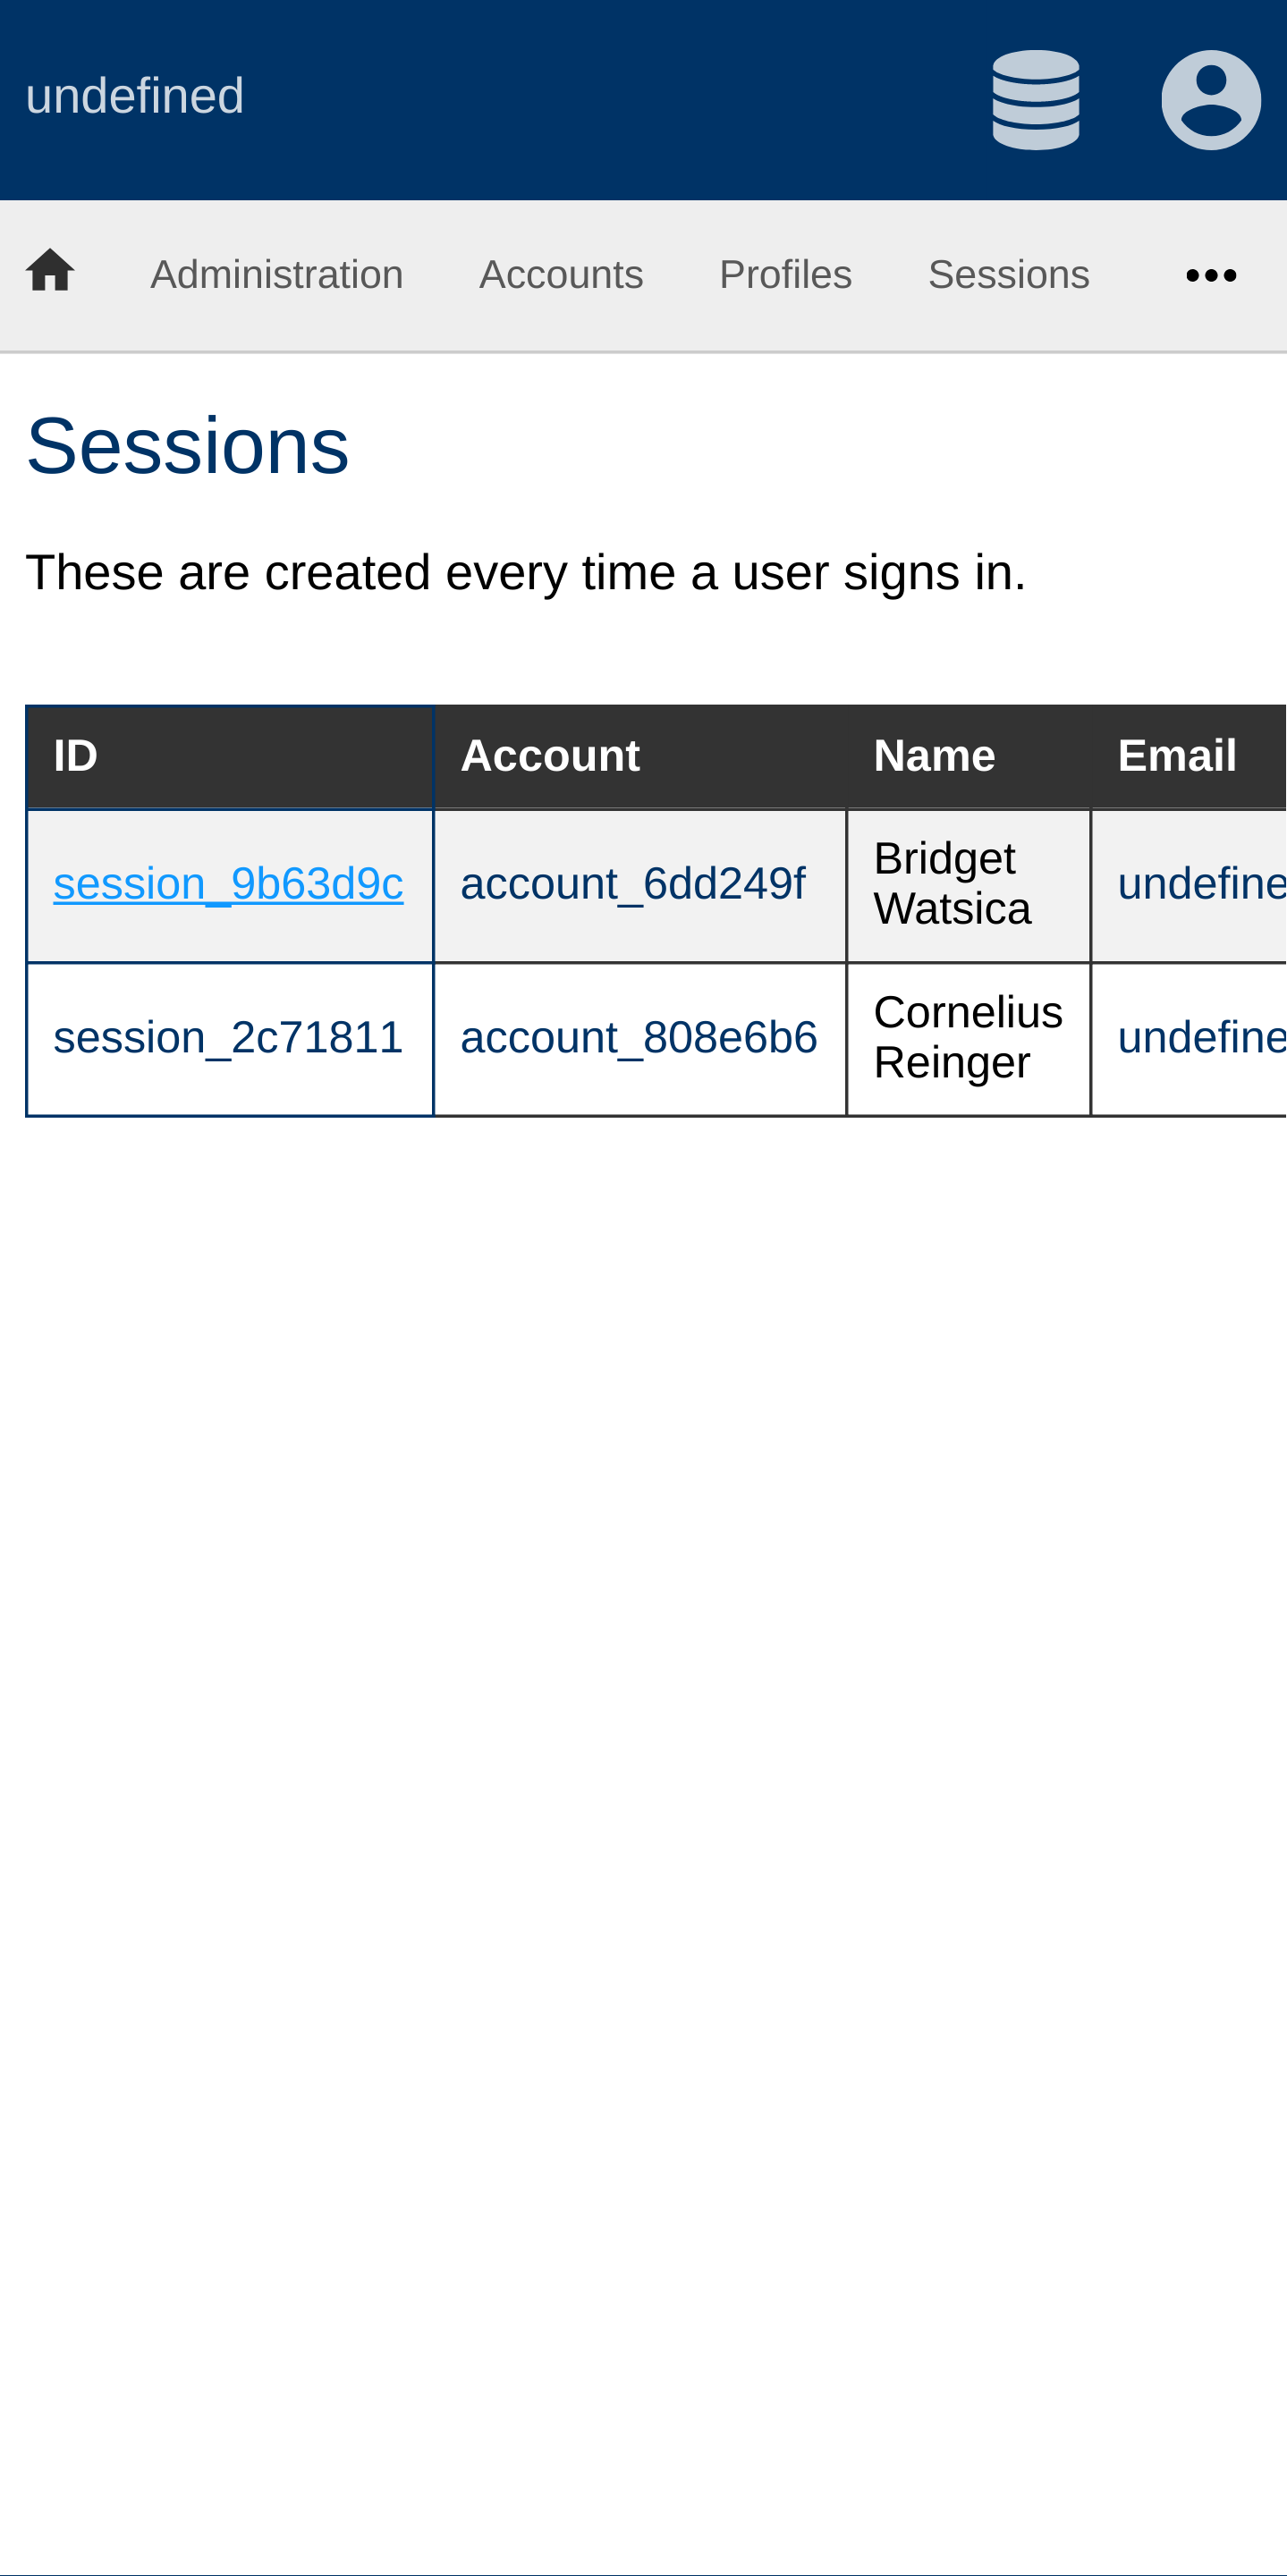 undefined
Administration Accounts Profiles Sessions
Sessions
These are created every time a user signs in.
ID Account Name Email
session_9b63d9c account_6dd249f Bridget Watsica undefine
session_2c71811 account_808e6b6 Cornelius Reinger undefine